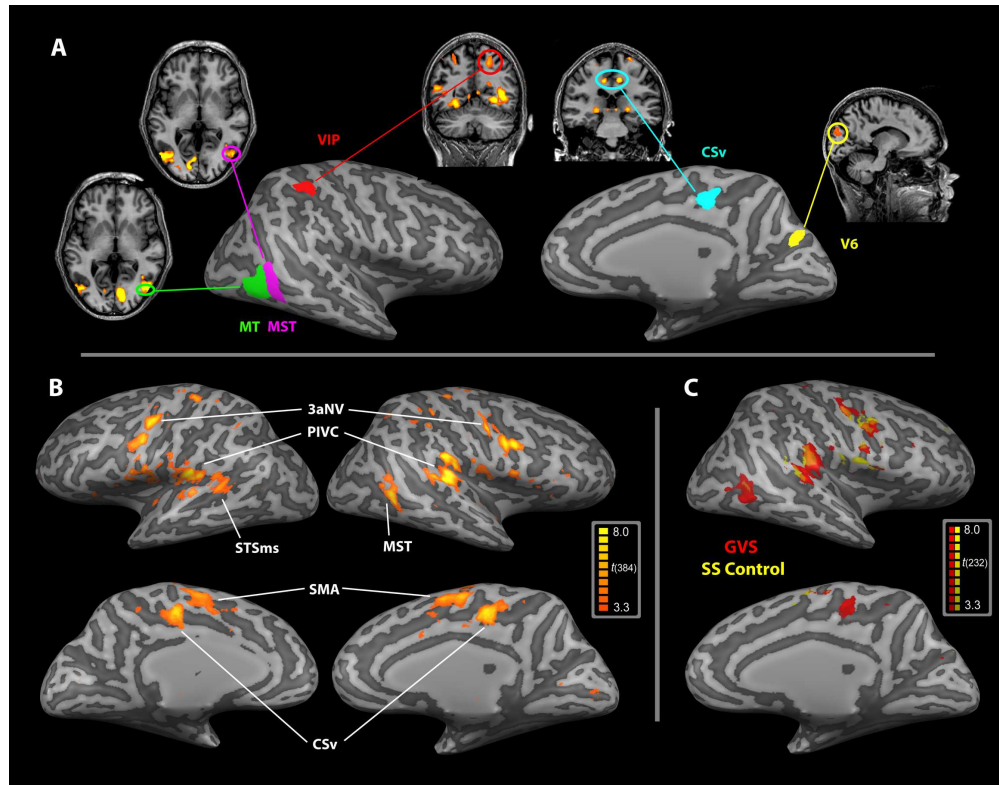 A
VIP
CSv
V6
MT MST
B
C
3aNV
PIVC
STSms
MST
8.0
t(384)
3.3
GVS
SS Control
8.0
t(232)
3.3
SMA
CSv